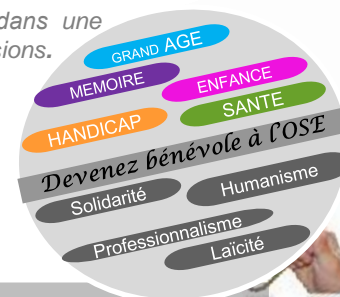 dans une
sions.
GRAND AGE
MEMOIRE
ENFANCE
HANDICAP
SANTE
Devenez bénévole à l'OSE
Solidarité
Humanisme
Professionnalisme
Laïcité